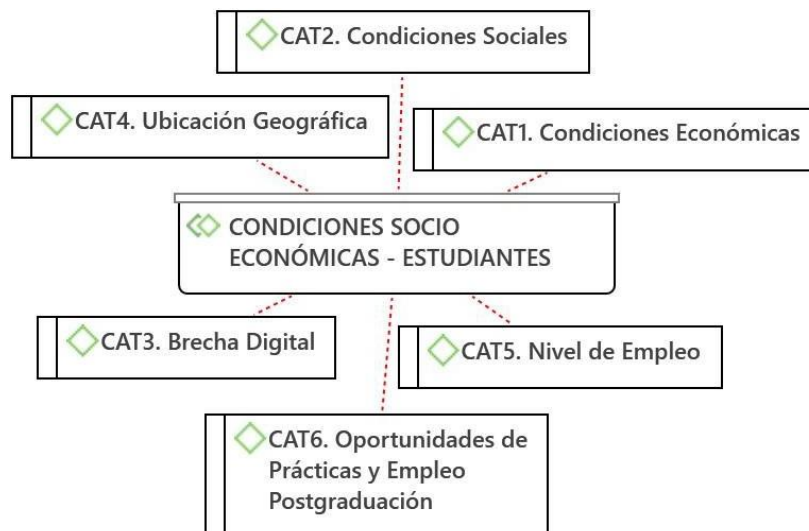 CAT2. Condiciones Sociales
CAT4. Ubicación Geográfica
CAT1. Condiciones Económicas
CONDICIONES SOCIO
ECONÓMICAS - ESTUDIANTES
CAT3. Brecha Digital
CAT5. Nivel de Empleo
CAT6. Oportunidades de
Prácticas y Empleo
Postgraduación